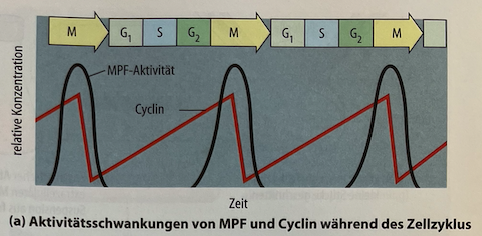 M G₁ S G₂ M G₁ S G₂ M
MPF-Aktivität
Cyclin
relative Konzentration
Zeit
(a) Aktivitätsschwankungen von MPF und Cyclin während des Zellzyklus